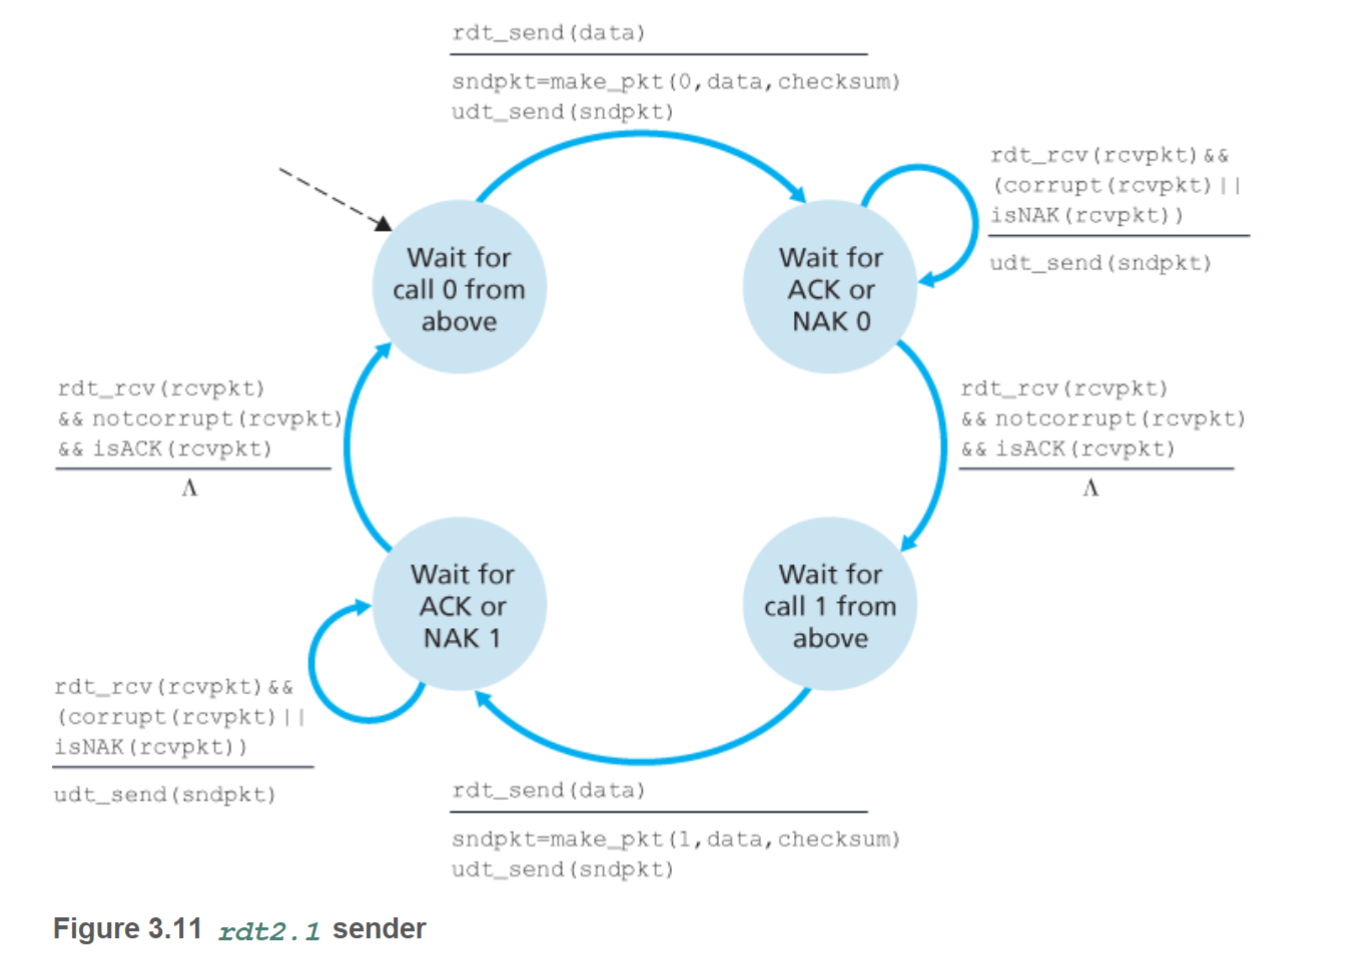 rdt_send(data)
sndpkt=make_pkt(0,data,checksum)
udt_send(sndpkt)
rdt_rcv(rcvpkt)&&
(corrupt(rcvpkt)||
isNAK(rcvpkt))
udt_send(sndpkt)
Wait for
call 0 from
above
Wait for
ACK or
NAK 0
rdt_rcv(rcvpkt)
&& notcorrupt(rcvpkt)
&& isACK(rcvpkt)
Λ
rdt_rcv(rcvpkt)
&& notcorrupt(rcvpkt)
&& isACK(rcvpkt)
Λ
Wait for
ACK or
NAK 1
Wait for
call 1 from
above
rdt_rcv(rcvpkt)&&
(corrupt(rcvpkt)||
isNAK(rcvpkt))
udt_send(sndpkt)
rdt_send(data)
sndpkt=make_pkt(1,data,checksum)
udt_send(sndpkt)
Figure 3.11 rdt2.1 sender